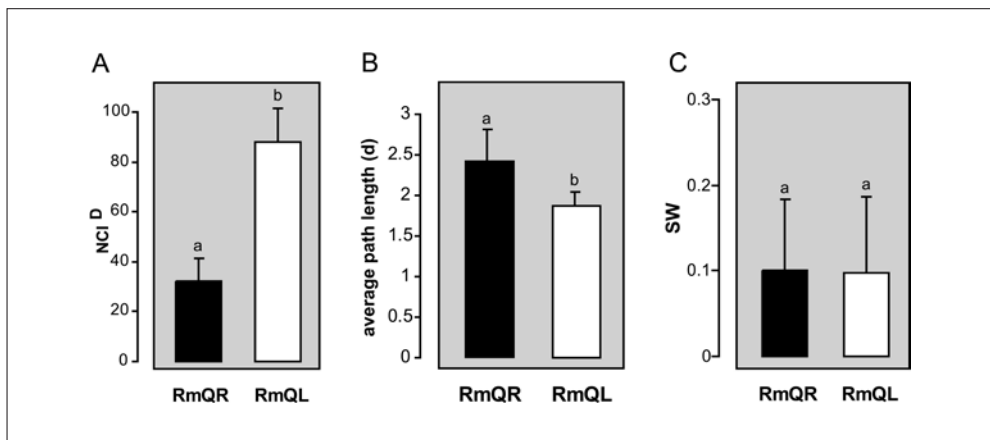 A
NCI D
100
80
60
40
20
0
a
b
RmQR RmQL
B
average path length (d)
3
2.5
2
1.5
1
0.5
0
a
b
RmQR RmQL
C
SW
0.3
0.2
0.1
0
a
a
RmQR RmQL